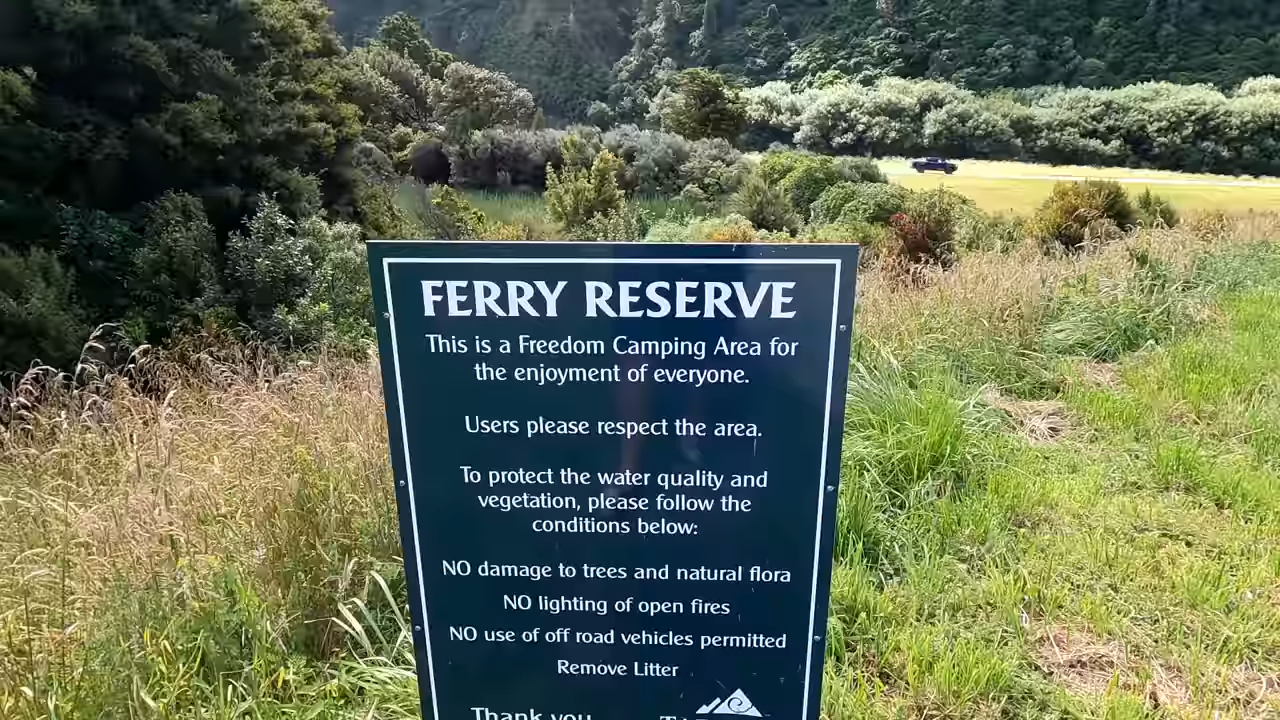 FERRY RESERVE
This is a Freedom Camping Area for
the enjoyment of everyone.
Users please respect the area.
To protect the water quality and
vegetation, please follow the
conditions below:
NO damage to trees and natural flora
NO lighting of open fires
NO use of off road vehicles permitted
Remove Litter
Thank you